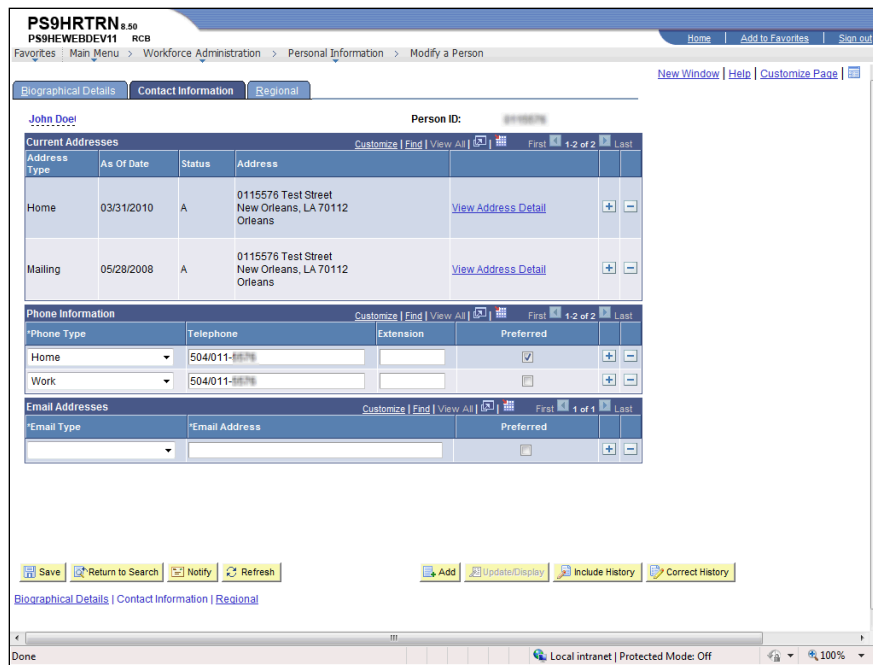 PS9HRTRN 8.50
PS9HEWEBDEV11 RCB
Home | Add to Favorites | Sign out
Favorites Main Menu > Workforce Administration > Personal Information > Modify a Person
New Window | Help | Customize Page |
Biographical Details Contact Information Regional
John Doe Person ID:
Current Addresses Customize | Find | View All | | First 1-2 of 2 Last
Address Type As Of Date Status Address
Home 03/31/2010 A 0115576 Test Street
New Orleans, LA 70112
Orleans
View Address Detail
Mailing 05/28/2008 A 0115576 Test Street
New Orleans, LA 70112
Orleans
View Address Detail
Phone Information Customize | Find | View All | | First 1-2 of 2 Last
*Phone Type Telephone Extension Preferred
Home 504/011-
Work 504/011-
Email Addresses Customize | Find | View All | | First 1 of 1 Last
*Email Type *Email Address Preferred
Save Return to Search Notify Refresh Add Update/Display Include History Correct History
Biographical Details | Contact Information | Regional
Done Local intranet | Protected Mode: Off 100%